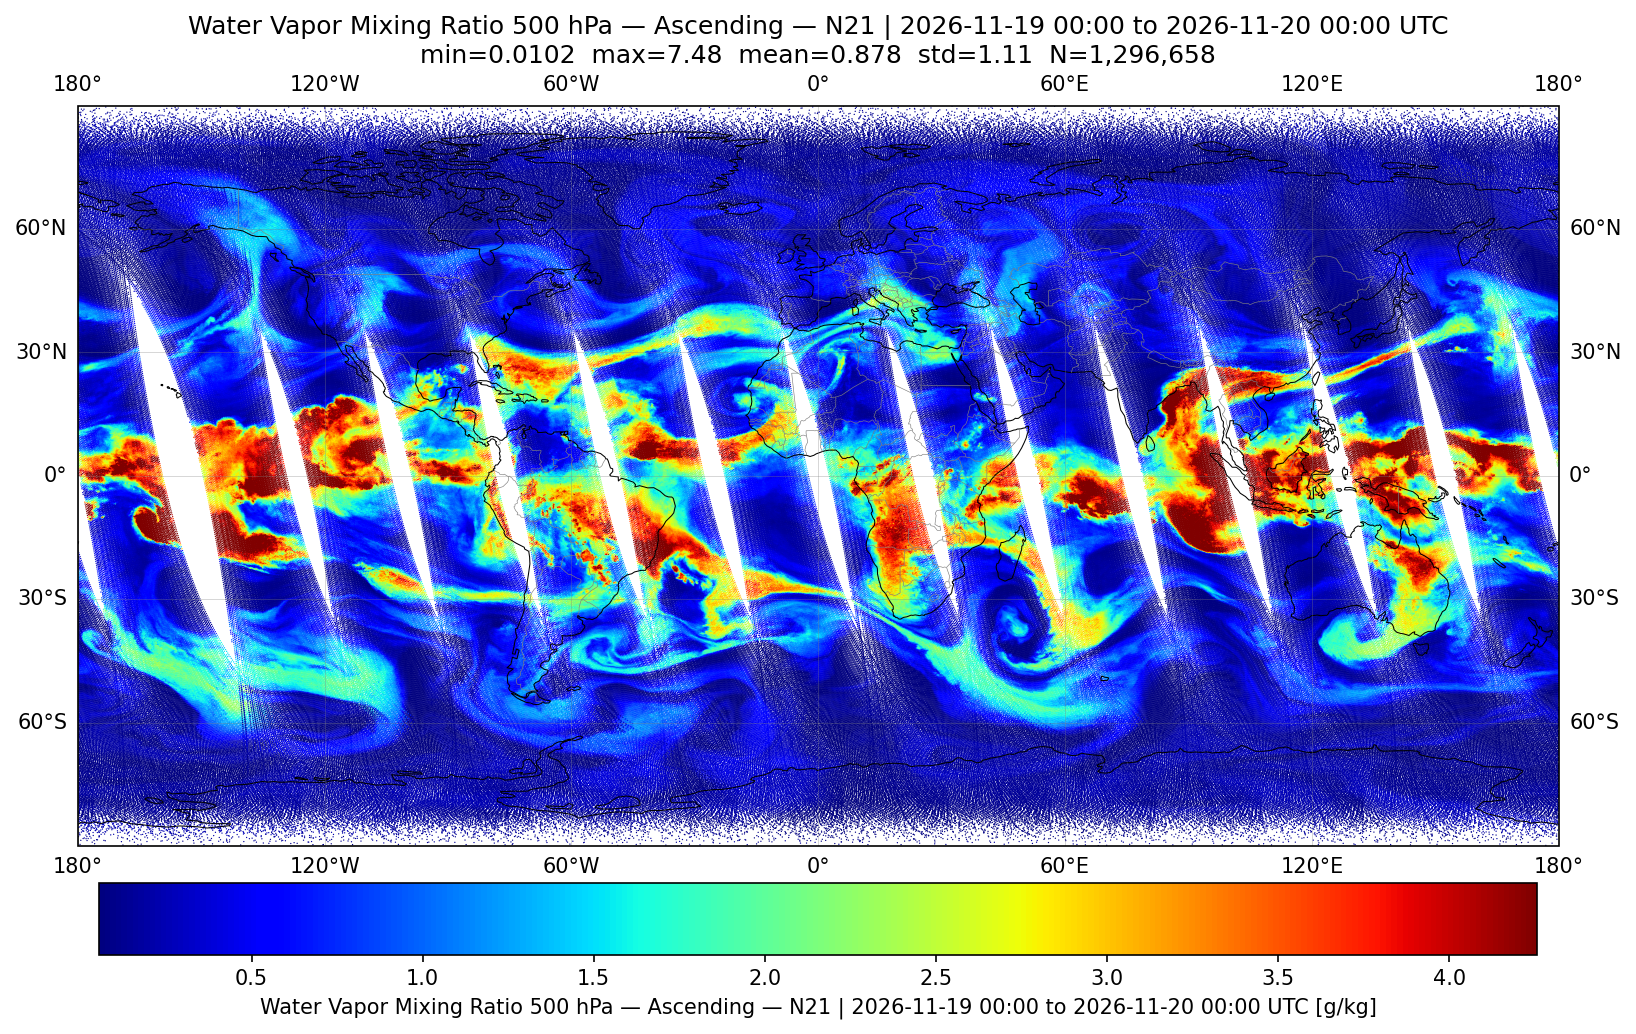 Water Vapor Mixing Ratio 500 hPa — Ascending — N21 | 2026-11-19 00:00 to 2026-11-20 00:00 UTC
min=0.0102  max=7.48  mean=0.878  std=1.11  N=1,296,658
180° 120°W 60°W 0° 60°E 120°E 180°
60°N 60°N
30°N 30°N
0° 0°
30°S 30°S
60°S 60°S
180° 120°W 60°W 0° 60°E 120°E 180°
0.5 1.0 1.5 2.0 2.5 3.0 3.5 4.0
Water Vapor Mixing Ratio 500 hPa — Ascending — N21 | 2026-11-19 00:00 to 2026-11-20 00:00 UTC [g/kg]